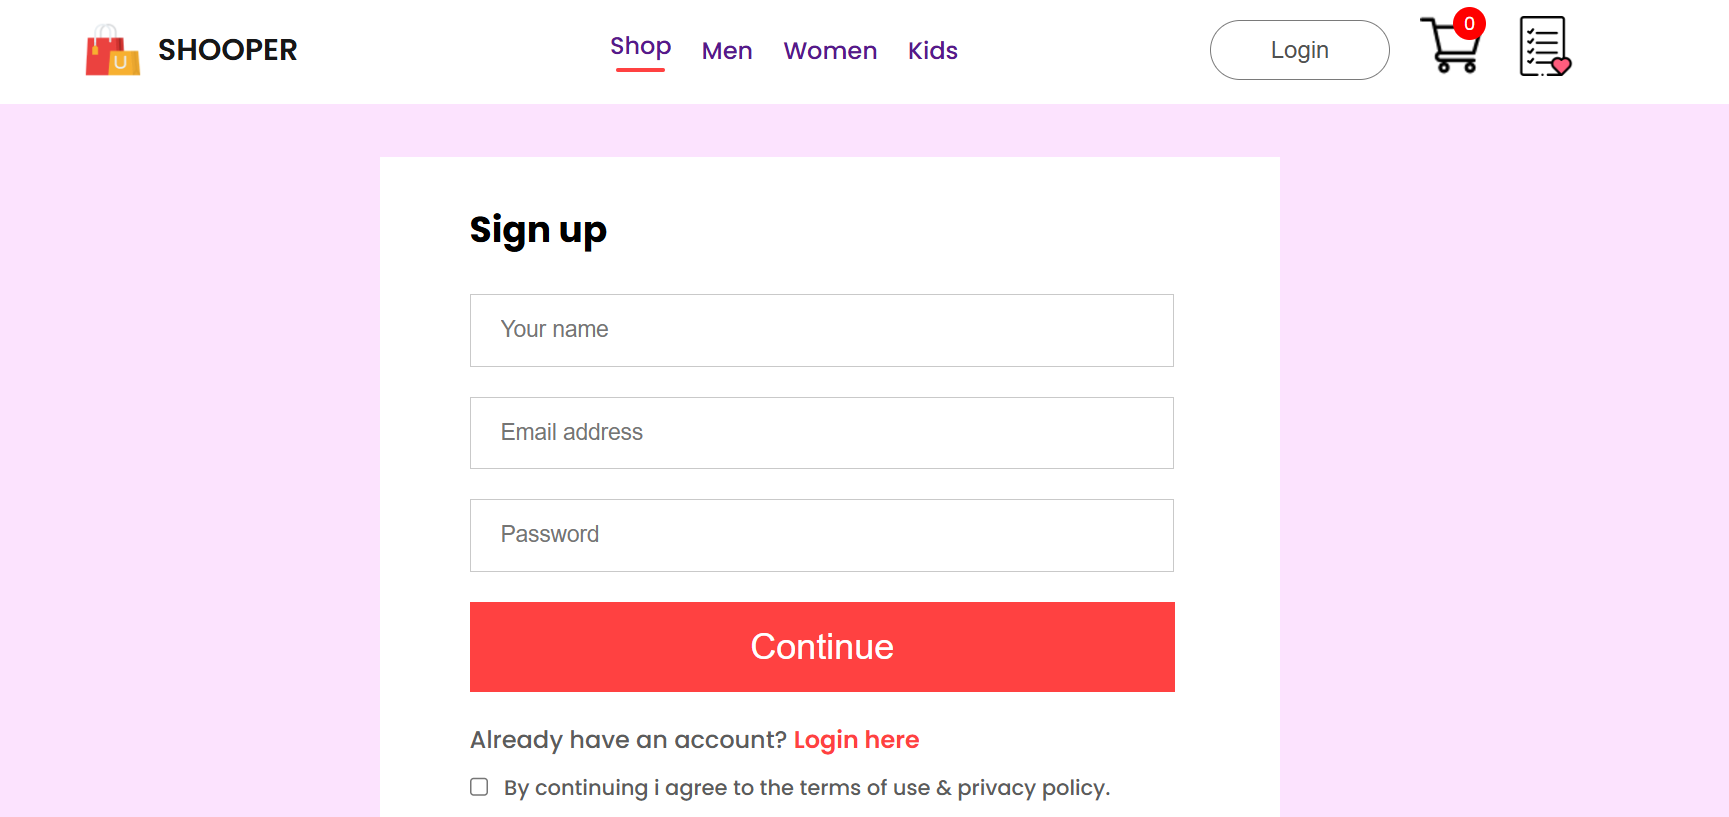 SHOOPER
Shop Men Women Kids
Login
0
U
Sign up
Your name
Email address
Password
Continue
Already have an account? Login here
By continuing i agree to the terms of use & privacy policy.